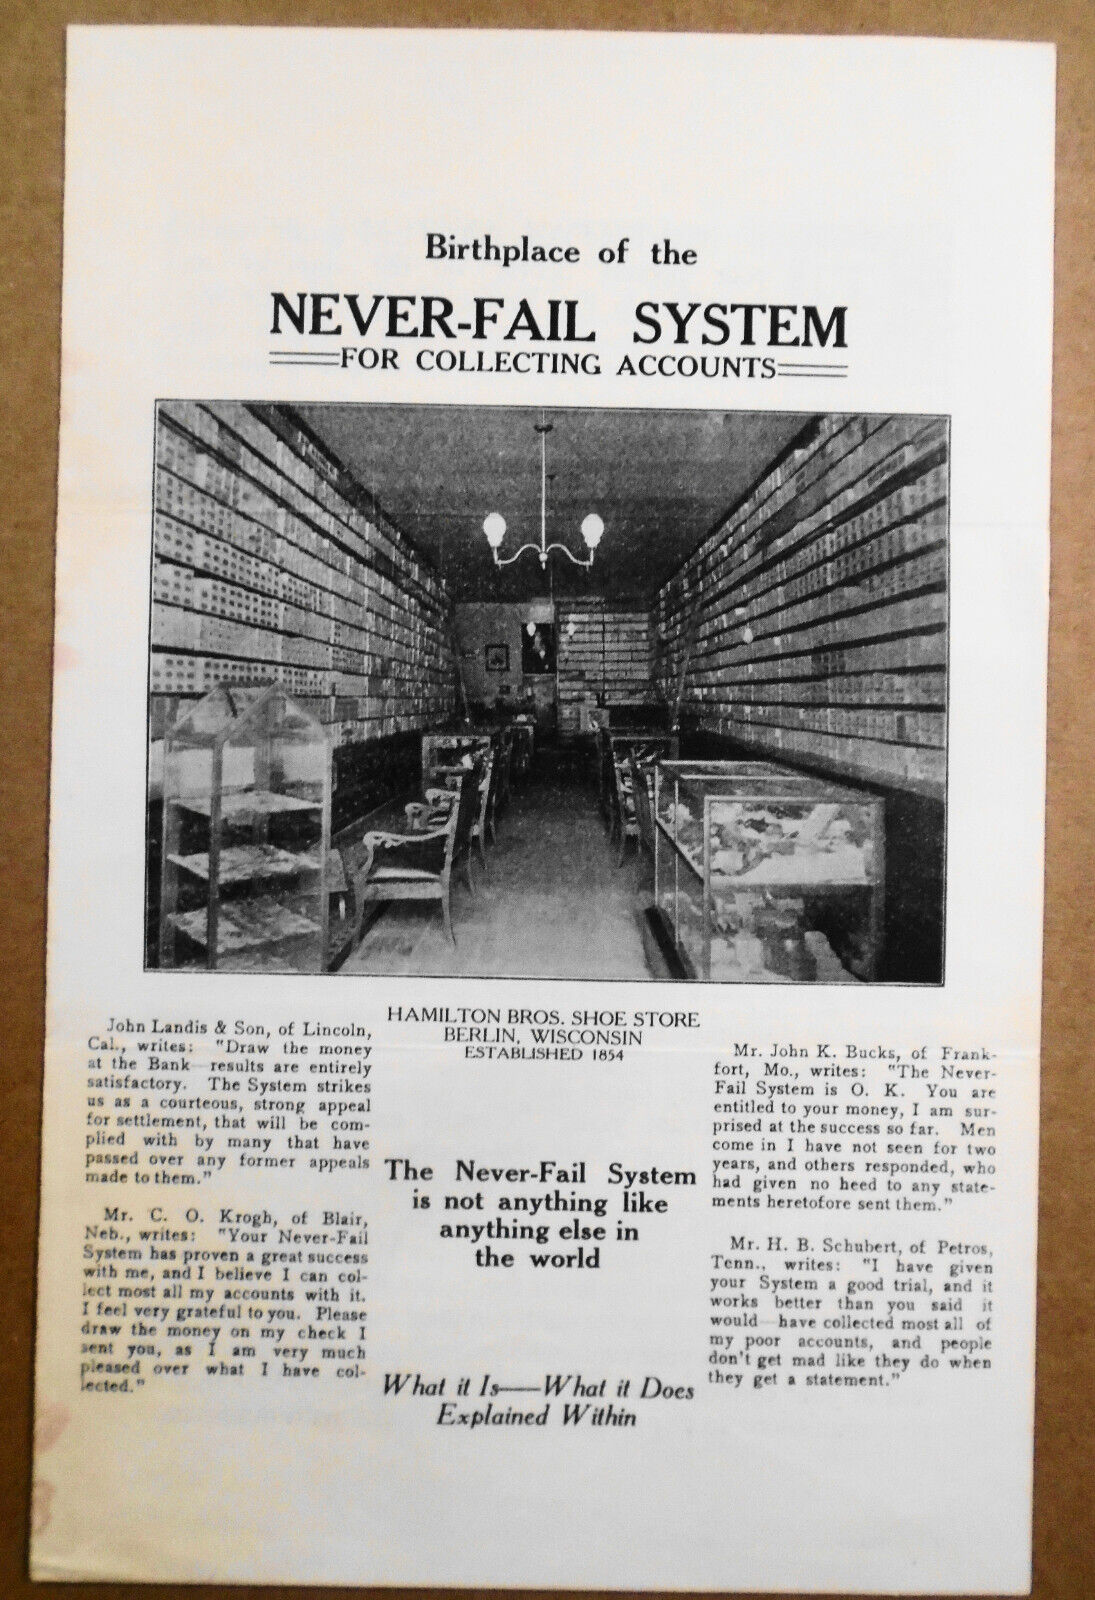 Birthplace of the
NEVER-FAIL SYSTEM
FOR COLLECTING ACCOUNTS
HAMILTON BROS. SHOE STORE
BERLIN, WISCONSIN
ESTABLISHED 1854
John Landis & Son, of Lincoln,
Cal., writes: "Draw the money
at the Bank—results are entirely
satisfactory. The System strikes
us as a courteous, strong appeal
for settlement, that will be com-
plied with by many that have
passed over any former appeals
made to them."
Mr. C. O. Krogh, of Blair,
Neb., writes: "Your Never-Fail
System has proven a great success
with me, and I believe I can col-
lect most all my accounts with it.
I feel very grateful to you. Please
draw the money on my check I
sent you, as I am very much
pleased over what I have col-
lected."
The Never-Fail System
is not anything like
anything else in
the world
What it Is—What it Does
Explained Within
Mr. John K. Bucks, of Frank-
fort, Mo., writes: "The Never-
Fail System is O. K. You are
entitled to your money, I am sur-
prised at the success so far. Men
come in I have not seen for two
years, and others responded, who
had given no heed to any state-
ments heretofore sent them."
Mr. H. B. Schubert, of Petros,
Tenn., writes: "I have given
your System a good trial, and it
works better than you said it
would—have collected most all of
my poor accounts, and people
don't get mad like they do when
they get a statement."